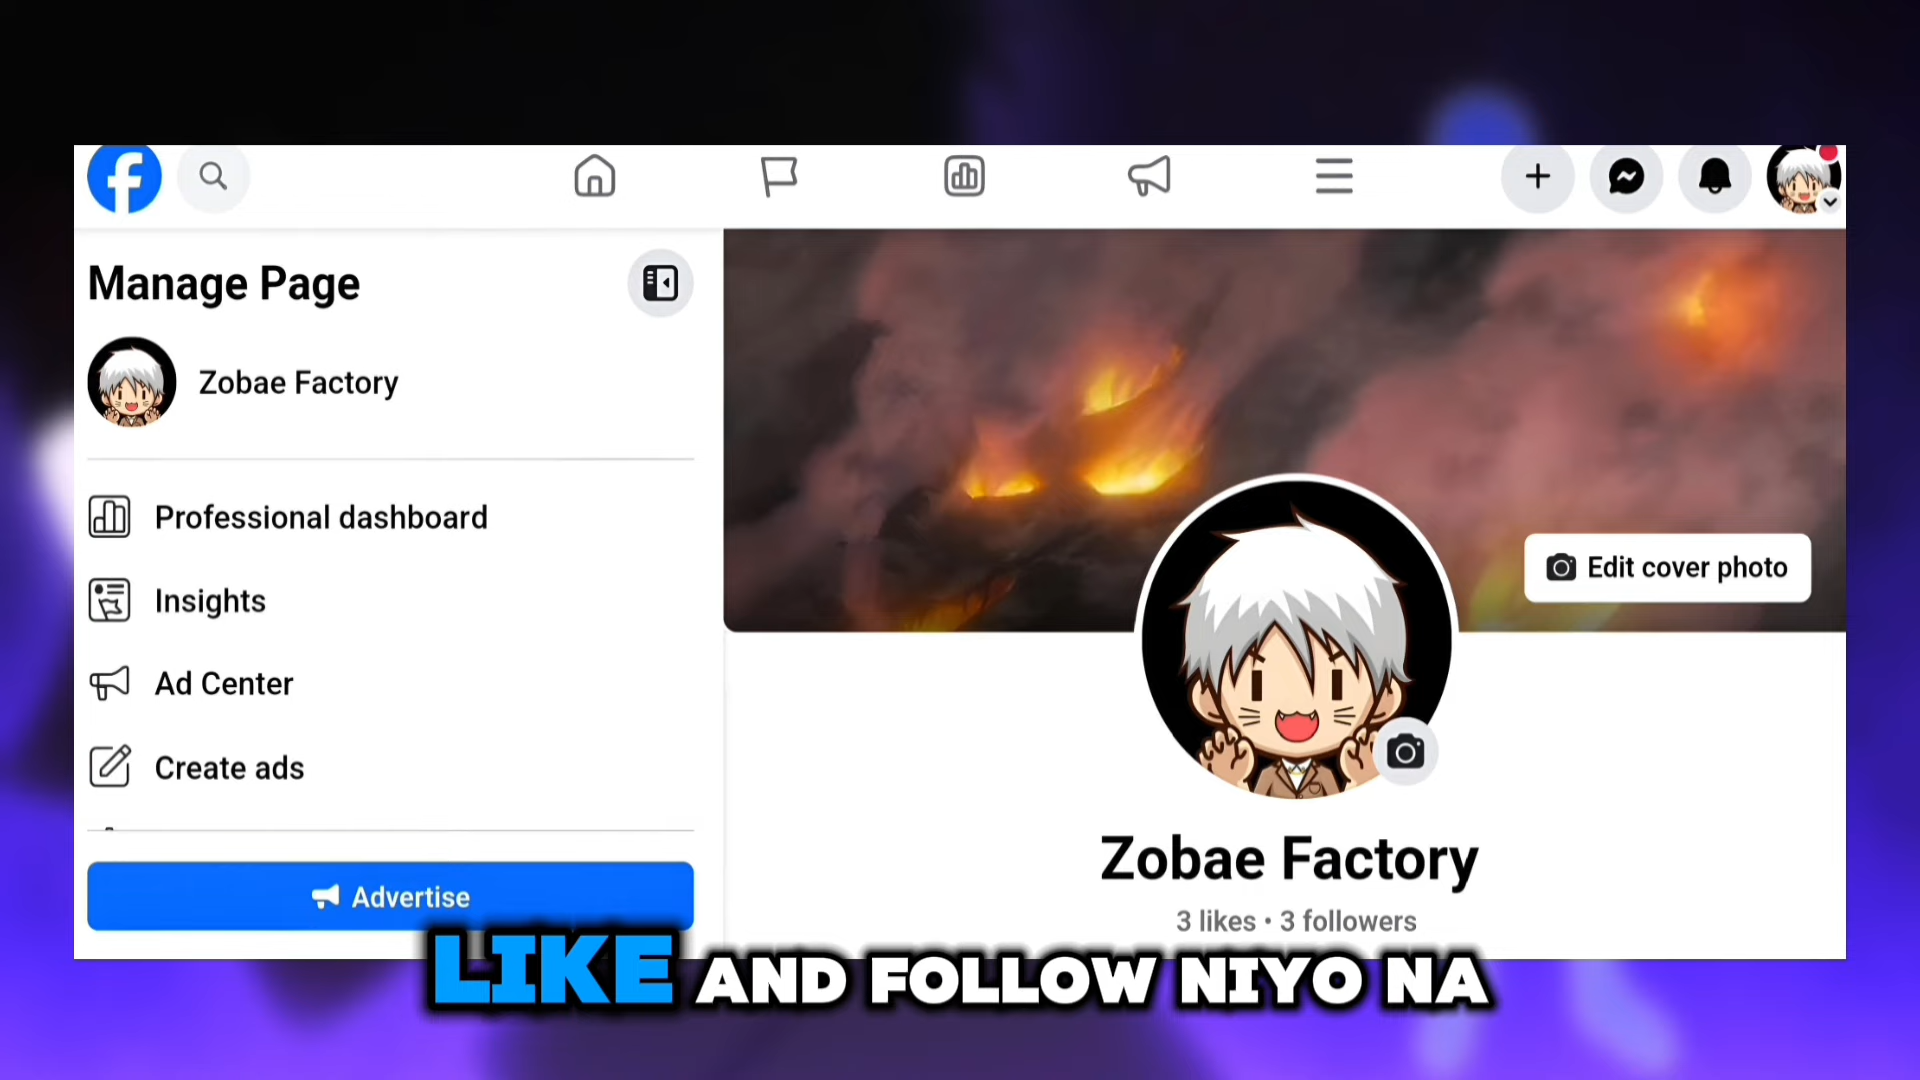 Manage Page
Zobae Factory
Professional dashboard
Insights
Ad Center
Create ads
Advertise
Edit cover photo
Zobae Factory
3 likes • 3 followers
LIKE AND FOLLOW NIYO NA